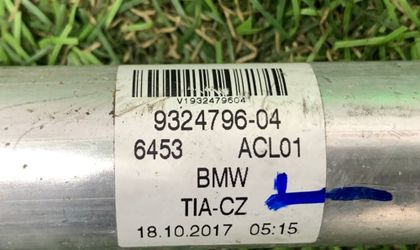 V1932479604
9324796-04
6453 ACL01
BMW
TIA-CZ
18.10.2017 05:15